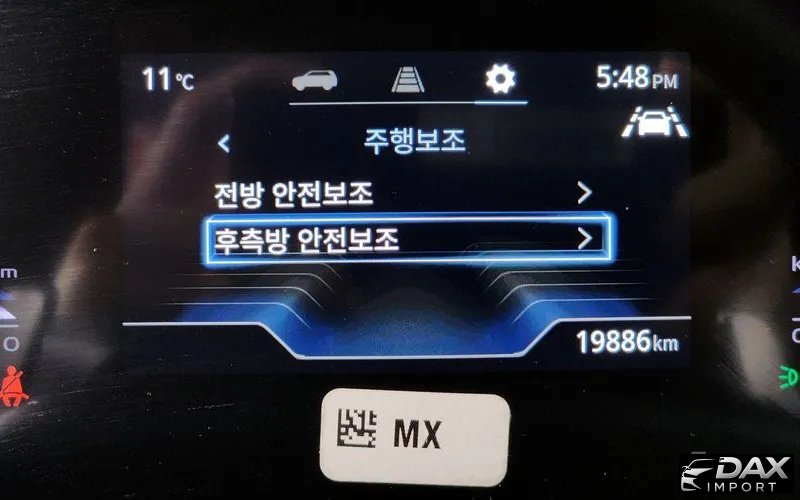 11°C
5:48PM
주행보조
전방 안전보조
후측방 안전보조
19886km
MX
DAX
IMPORT